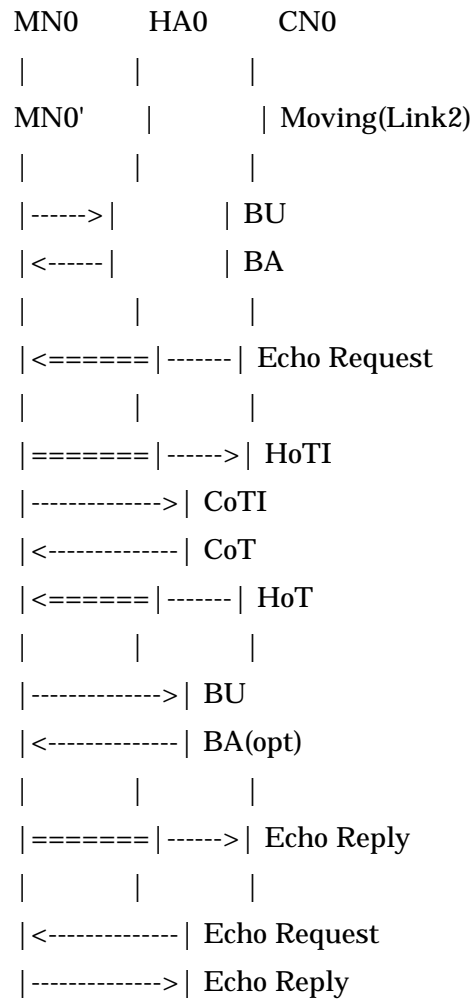 MN0 HA0 CN0
| | |
MN0' | | Moving(Link2)
| | |
|------>| | BU
|<------| | BA
| | |
|<======|-------| Echo Request
| | |
|=======|------>| HoTI
|-------------->| CoTI
|<--------------| CoT
|<======|-------| HoT
| | |
|-------------->| BU
|<--------------| BA(opt)
| | |
|=======|------>| Echo Reply
| | |
|<--------------| Echo Request
|-------------->| Echo Reply